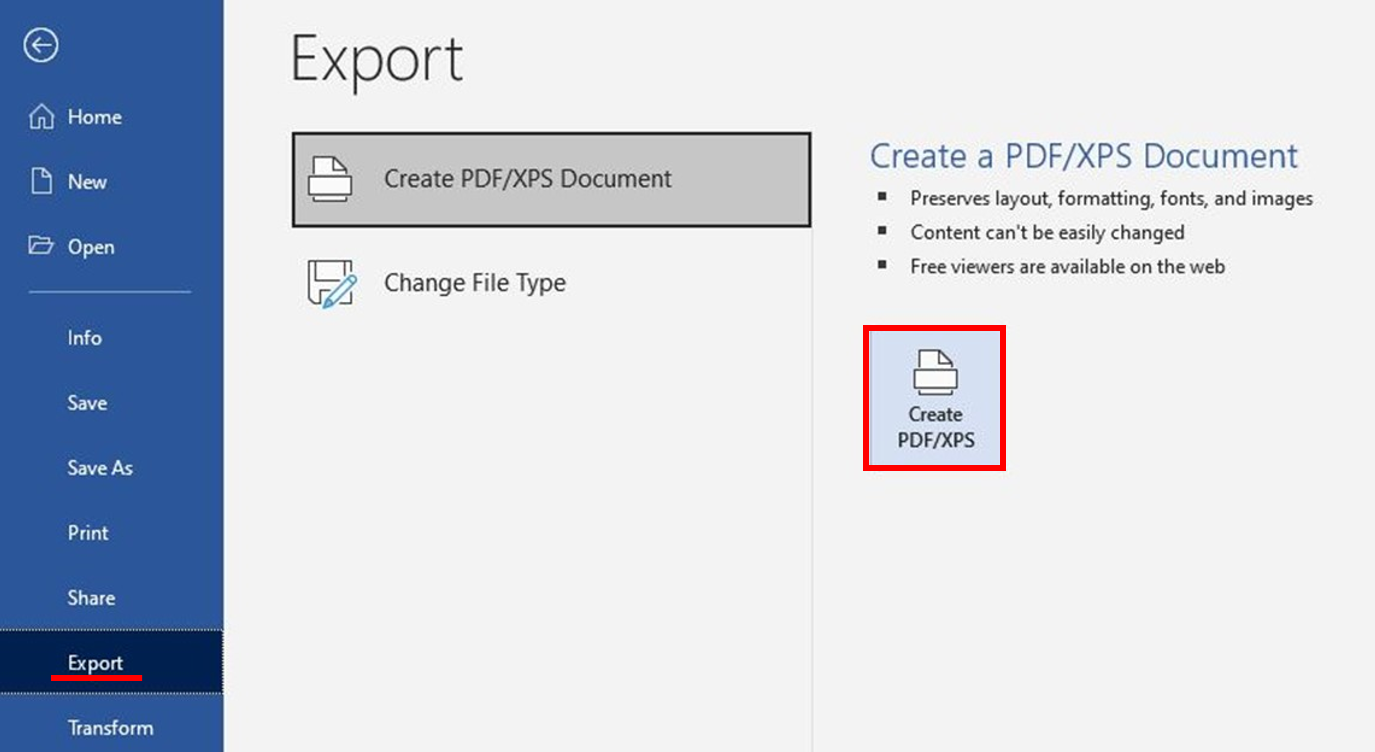 Export
Home
New
Open
Info
Save
Save As
Print
Share
Export
Transform
Create PDF/XPS Document
Change File Type
Create a PDF/XPS Document
Preserves layout, formatting, fonts, and images
Content can't be easily changed
Free viewers are available on the web
Create
PDF/XPS